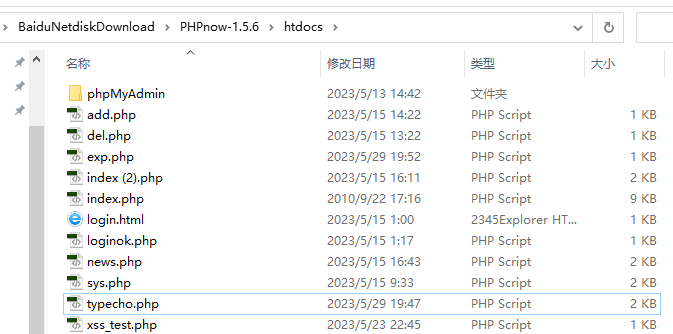 BaiduNetdiskDownload > PHPnow-1.5.6 > htdocs >
名称 修改日期 类型 大小
phpMyAdmin 2023/5/13 14:42 文件夹
add.php 2023/5/15 14:22 PHP Script 1 KB
del.php 2023/5/15 13:22 PHP Script 1 KB
exp.php 2023/5/29 19:52 PHP Script 1 KB
index (2).php 2023/5/15 16:11 PHP Script 2 KB
index.php 2010/9/22 17:16 PHP Script 9 KB
login.html 2023/5/15 1:00 2345Explorer HT... 1 KB
loginok.php 2023/5/15 1:17 PHP Script 1 KB
news.php 2023/5/15 16:43 PHP Script 2 KB
sys.php 2023/5/15 9:33 PHP Script 2 KB
typecho.php 2023/5/29 19:47 PHP Script 2 KB
xss_test.php 2023/5/23 22:45 PHP Script 1 KB